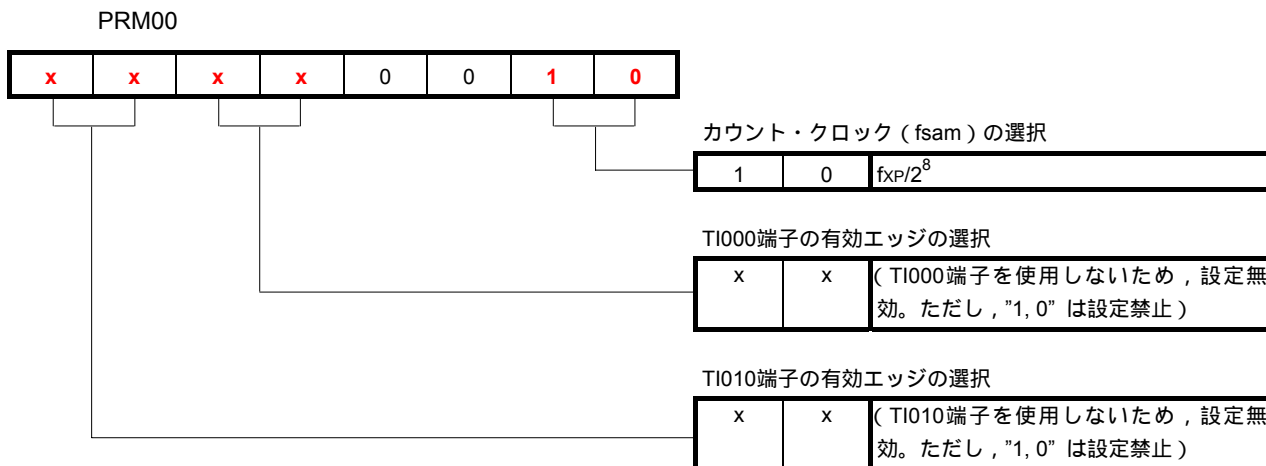 PRM00
x x x x 0 0 1 0
カウント・クロック(fsam)の選択
1 0 fXP/2^8
TI000端子の有効エッジの選択
x x (TI000端子を使用しないため,設定無
効。ただし,”1, 0” は設定禁止)
TI010端子の有効エッジの選択
x x (TI010端子を使用しないため,設定無
効。ただし,”1, 0” は設定禁止)